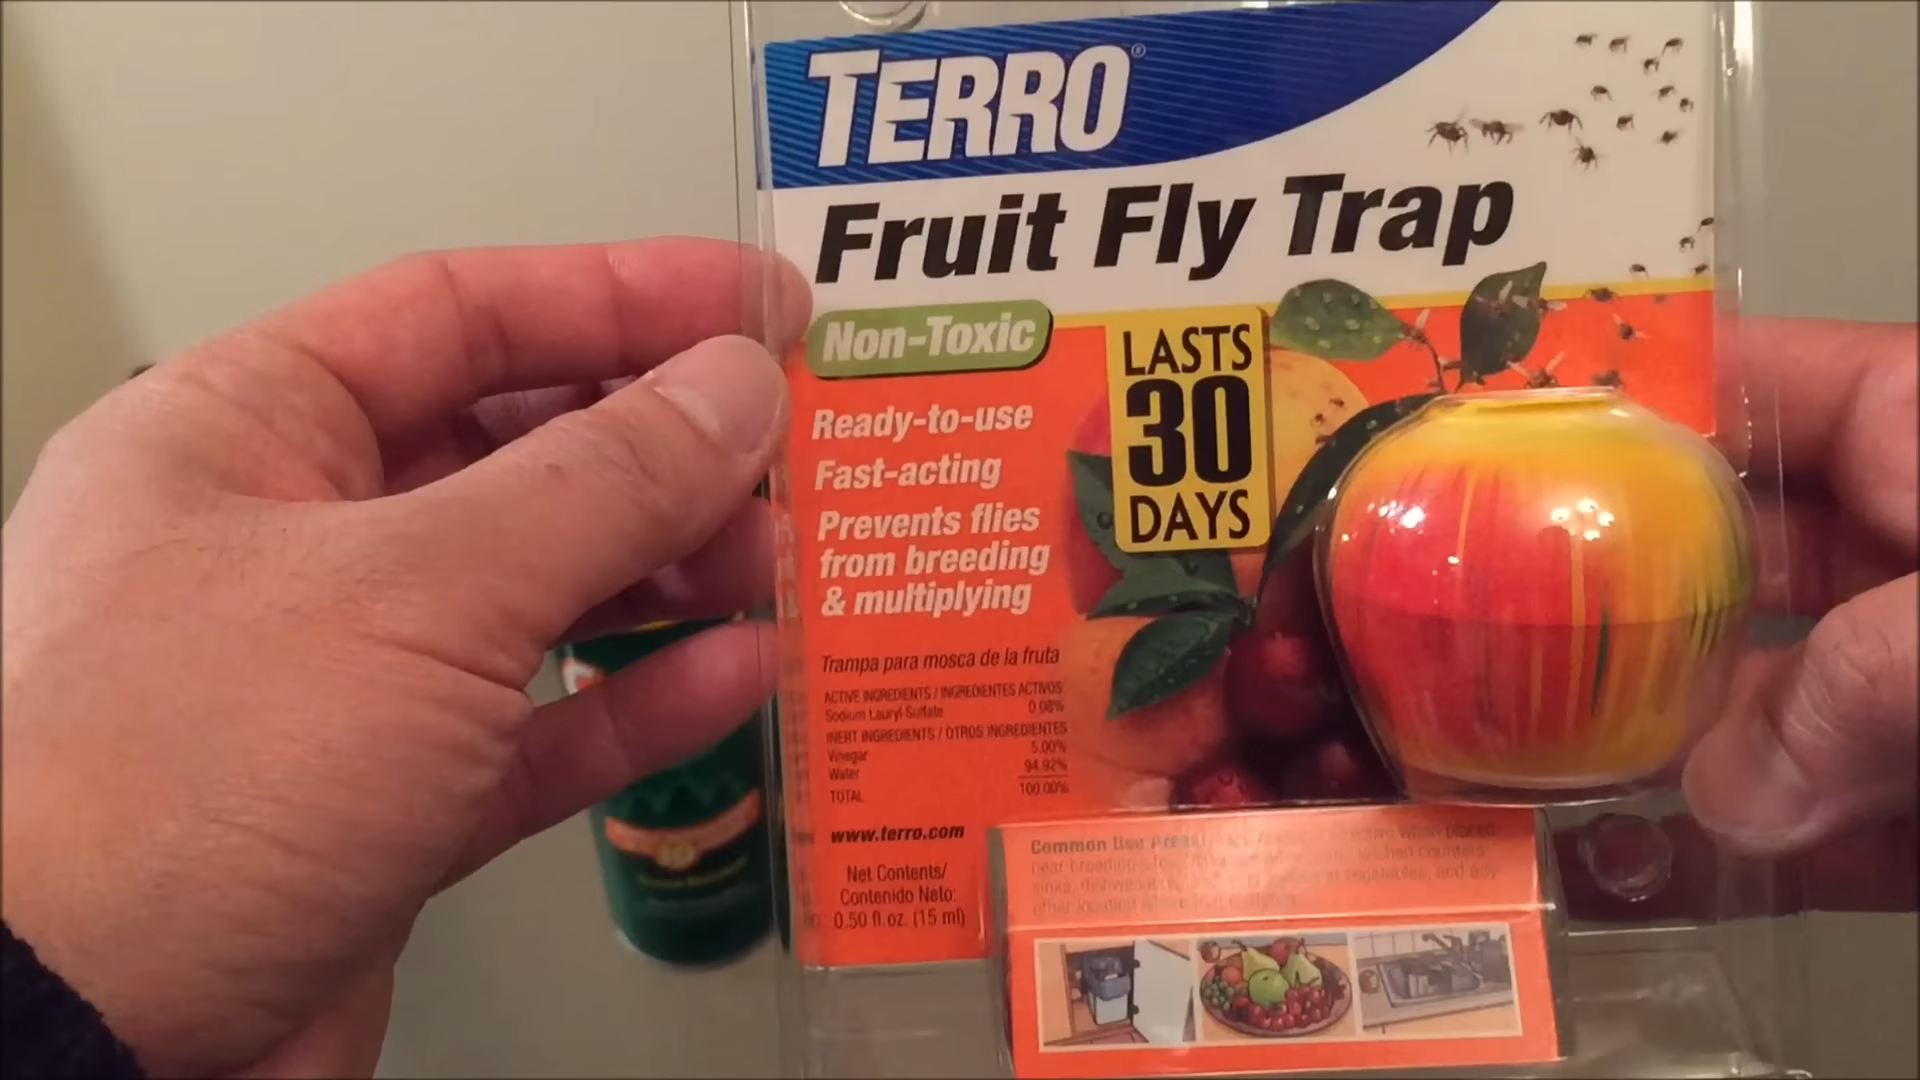 TERRO®
Fruit Fly Trap
Non-Toxic
LASTS
30
DAYS
Ready-to-use
Fast-acting
Prevents flies
from breeding
& multiplying
Trampa para mosca de la fruta
ACTIVE INGREDIENTS / INGREDIENTES ACTIVOS:
Sodium Lauryl Sulfate 0.08%
INERT INGREDIENTS / OTROS INGREDIENTES
Vinegar 5.00%
Water 94.92%
TOTAL 100.00%
www.terro.com
Net Contents/
Contenido Neto:
0.50 fl.oz. (15 ml)
Common Use Areas: placed
near breeding kitchen counters,
sinks, vegetables, and any
other location